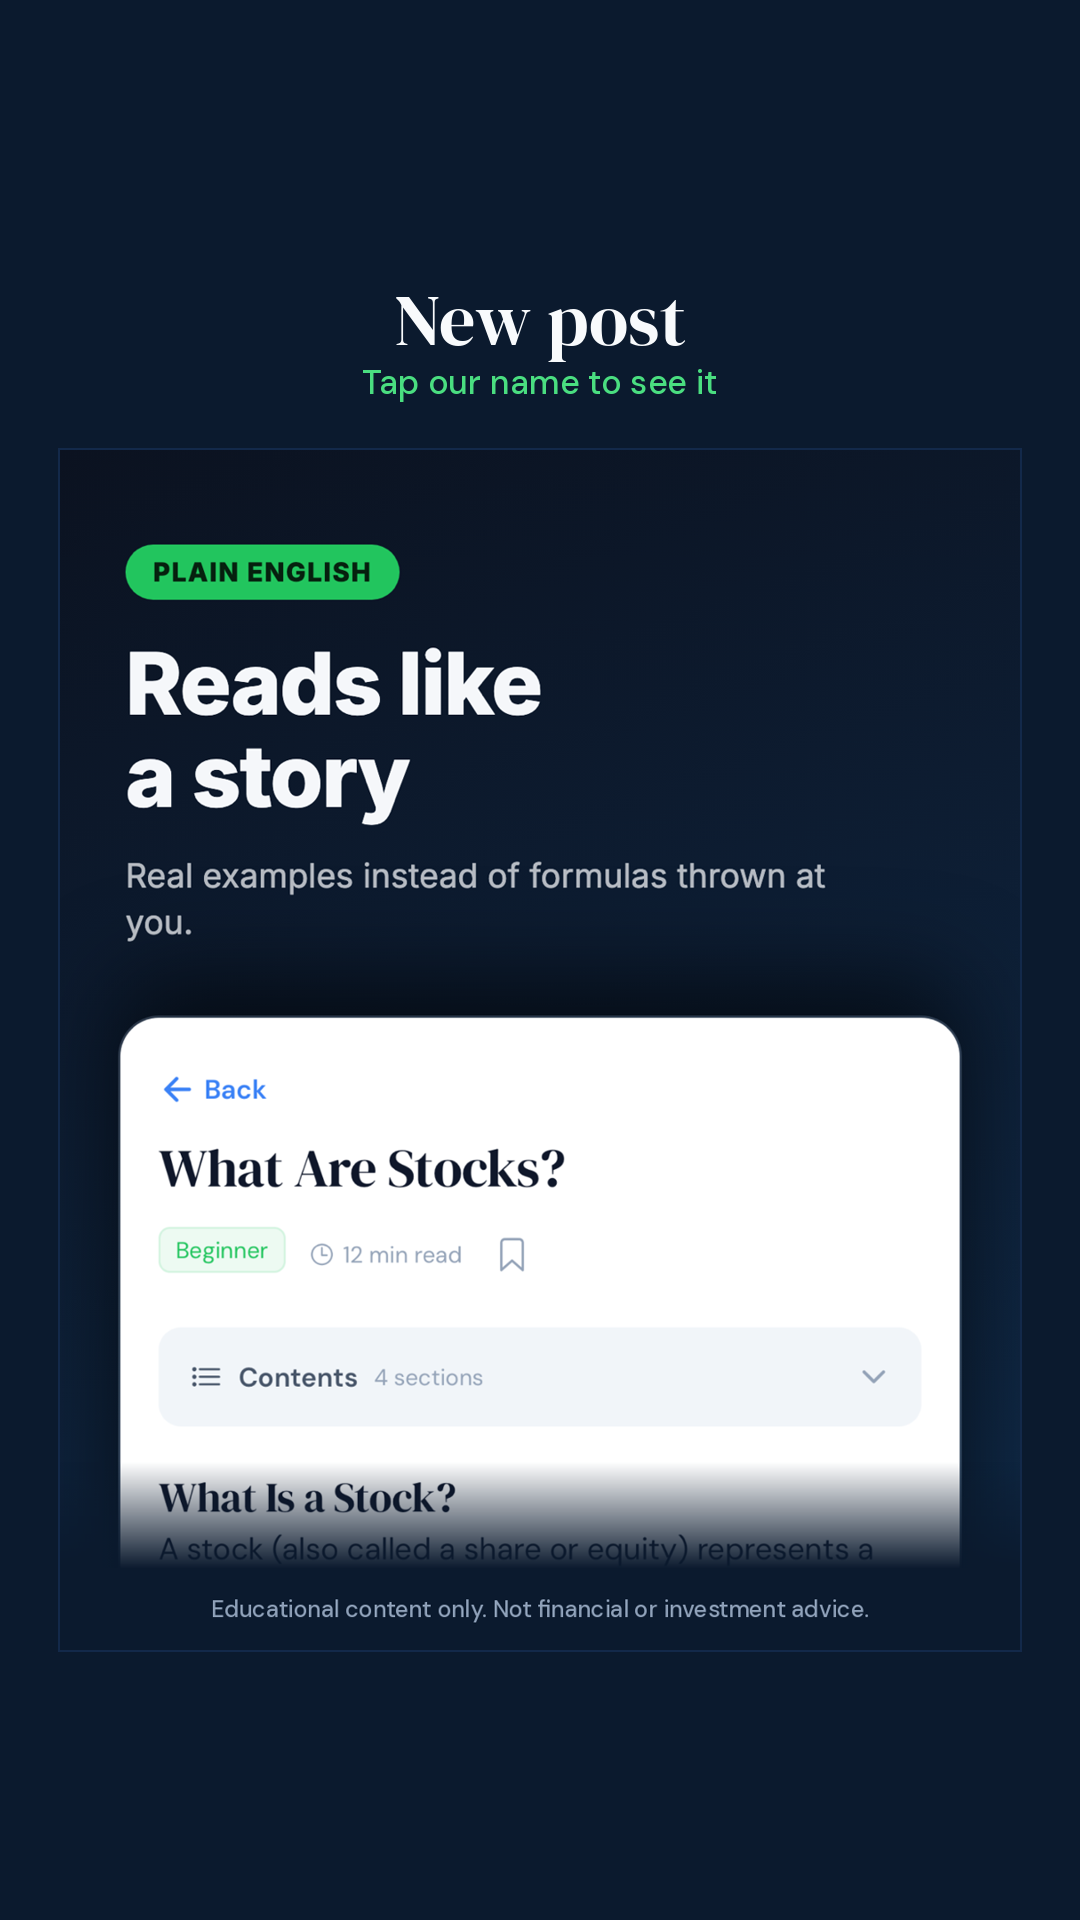 New post
Tap our name to see it
PLAIN ENGLISH
Reads like
a story
Real examples instead of formulas thrown at
you.
Back
What Are Stocks?
Beginner 12 min read
Contents 4 sections
What Is a Stock?
A stock (also called a share or equity) represents a
Educational content only. Not financial or investment advice.